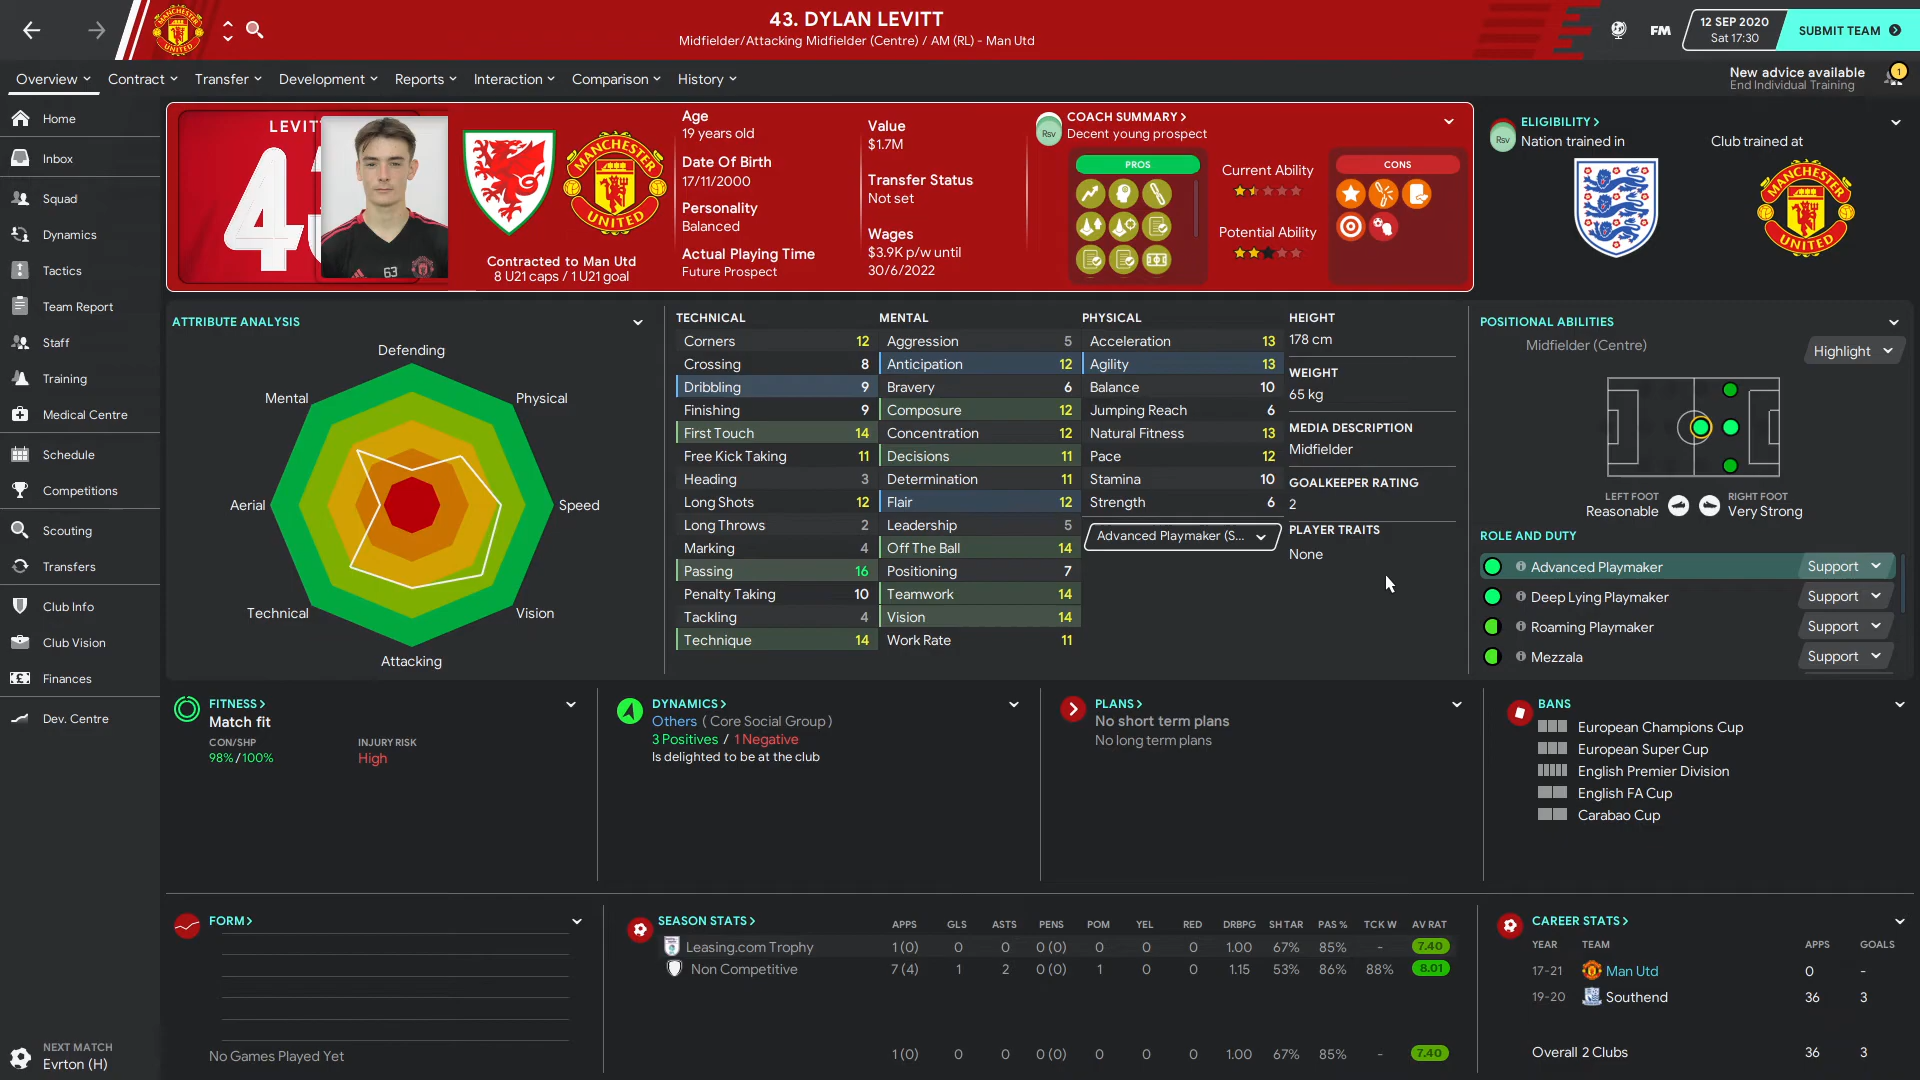 43. DYLAN LEVITT
Midfielder/Attacking Midfielder (Centre) / AM (RL) - Man Utd
FM
12 SEP 2020
Sat 17:30
SUBMIT TEAM
Overview Contract Transfer Development Reports Interaction Comparison History
New advice available
End Individual Training
1
Home
Inbox
Squad
Dynamics
Tactics
Team Report
Staff
Training
Medical Centre
Schedule
Competitions
Scouting
Transfers
Club Info
Club Vision
Finances
Dev. Centre
NEXT MATCH
Evrton (H)
LEVIT
43
63
MANCHESTER
UNITED
Contracted to Man Utd
8 U21 caps / 1 U21 goal
Age
19 years old
Date Of Birth
17/11/2000
Personality
Balanced
Actual Playing Time
Future Prospect
Value
$1.7M
Transfer Status
Not set
Wages
$3.9K p/w until
30/6/2022
Rsv
COACH SUMMARY >
Decent young prospect
PROS
Current Ability
Potential Ability
CONS
Rsv
ELIGIBILITY >
Nation trained in
Club trained at
MANCHESTER
UNITED
ATTRIBUTE ANALYSIS
Defending
Mental
Physical
Aerial
Speed
Technical
Vision
Attacking
TECHNICAL
Corners 12
Crossing 8
Dribbling 9
Finishing 9
First Touch 14
Free Kick Taking 11
Heading 3
Long Shots 12
Long Throws 2
Marking 4
Passing 16
Penalty Taking 10
Tackling 4
Technique 14
MENTAL
Aggression 5
Anticipation 12
Bravery 6
Composure 12
Concentration 12
Decisions 11
Determination 11
Flair 12
Leadership 5
Off The Ball 14
Positioning 7
Teamwork 14
Vision 14
Work Rate 11
PHYSICAL
Acceleration 13
Agility 13
Balance 10
Jumping Reach 6
Natural Fitness 13
Pace 12
Stamina 10
Strength 6
Advanced Playmaker (S...
HEIGHT
178 cm
WEIGHT
65 kg
MEDIA DESCRIPTION
Midfielder
GOALKEEPER RATING
2
PLAYER TRAITS
None
POSITIONAL ABILITIES
Midfielder (Centre)
Highlight
LEFT FOOT
Reasonable
RIGHT FOOT
Very Strong
ROLE AND DUTY
Advanced Playmaker Support
Deep Lying Playmaker Support
Roaming Playmaker Support
Mezzala Support
FITNESS >
Match fit
CON/SHP
98%/100%
INJURY RISK
High
DYNAMICS >
Others ( Core Social Group )
3 Positives / 1 Negative
Is delighted to be at the club
PLANS >
No short term plans
No long term plans
BANS
European Champions Cup
European Super Cup
English Premier Division
English FA Cup
Carabao Cup
FORM >
No Games Played Yet
SEASON STATS > APPS GLS ASTS PENS POM YEL RED DRBPG SH TAR PAS % TCK W AV RAT
Leasing.com Trophy 1 (0) 0 0 0 (0) 0 0 0 1.00 67% 85% - 7.40
Non Competitive 7 (4) 1 2 0 (0) 1 0 0 1.15 53% 86% 88% 8.01
1 (0) 0 0 0 (0) 0 0 0 1.00 67% 85% - 7.40
CAREER STATS >
YEAR TEAM APPS GOALS
17-21 Man Utd 0 -
19-20 Southend 36 3
Overall 2 Clubs 36 3